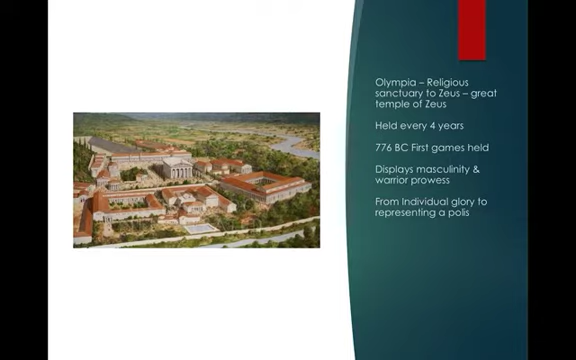 Olympia – Religious
sanctuary to Zeus – great
temple of Zeus
Held every 4 years
776 BC First games held
Displays masculinity &
warrior prowess
From Individual glory to
representing a polis